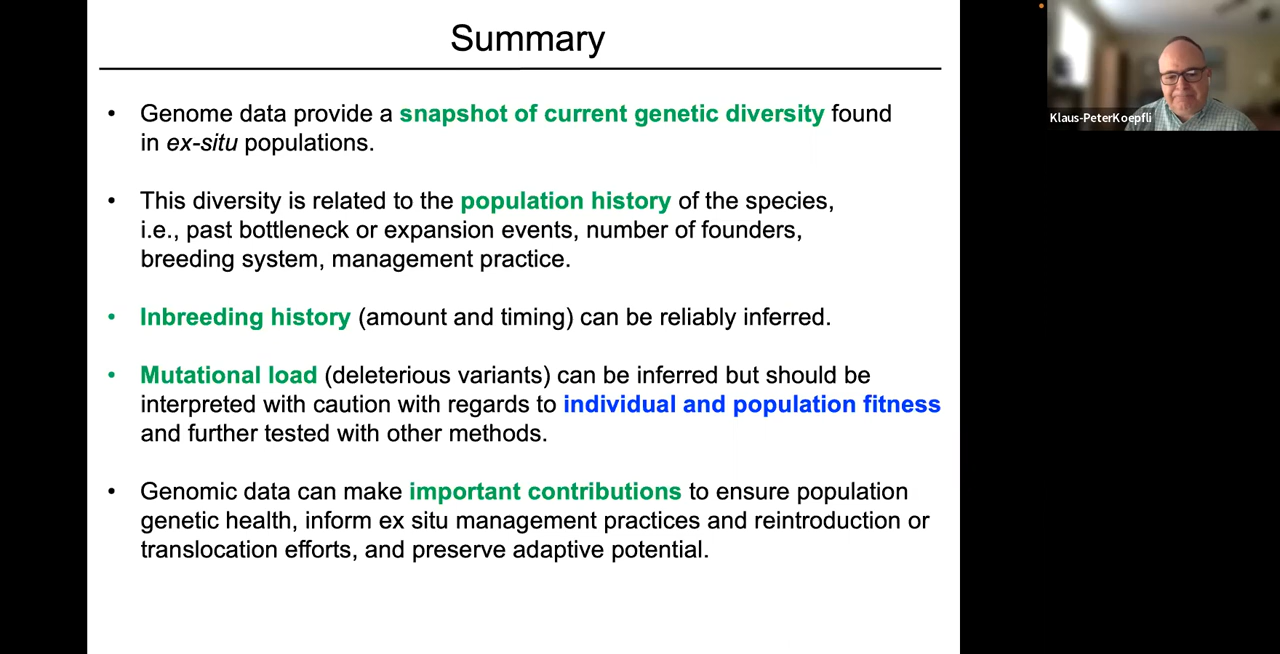 Summary
• Genome data provide a snapshot of current genetic diversity found
in ex-situ populations.
• This diversity is related to the population history of the species,
i.e., past bottleneck or expansion events, number of founders,
breeding system, management practice.
• Inbreeding history (amount and timing) can be reliably inferred.
• Mutational load (deleterious variants) can be inferred but should be
interpreted with caution with regards to individual and population fitness
and further tested with other methods.
• Genomic data can make important contributions to ensure population
genetic health, inform ex situ management practices and reintroduction or
translocation efforts, and preserve adaptive potential.
Klaus-PeterKoepfli